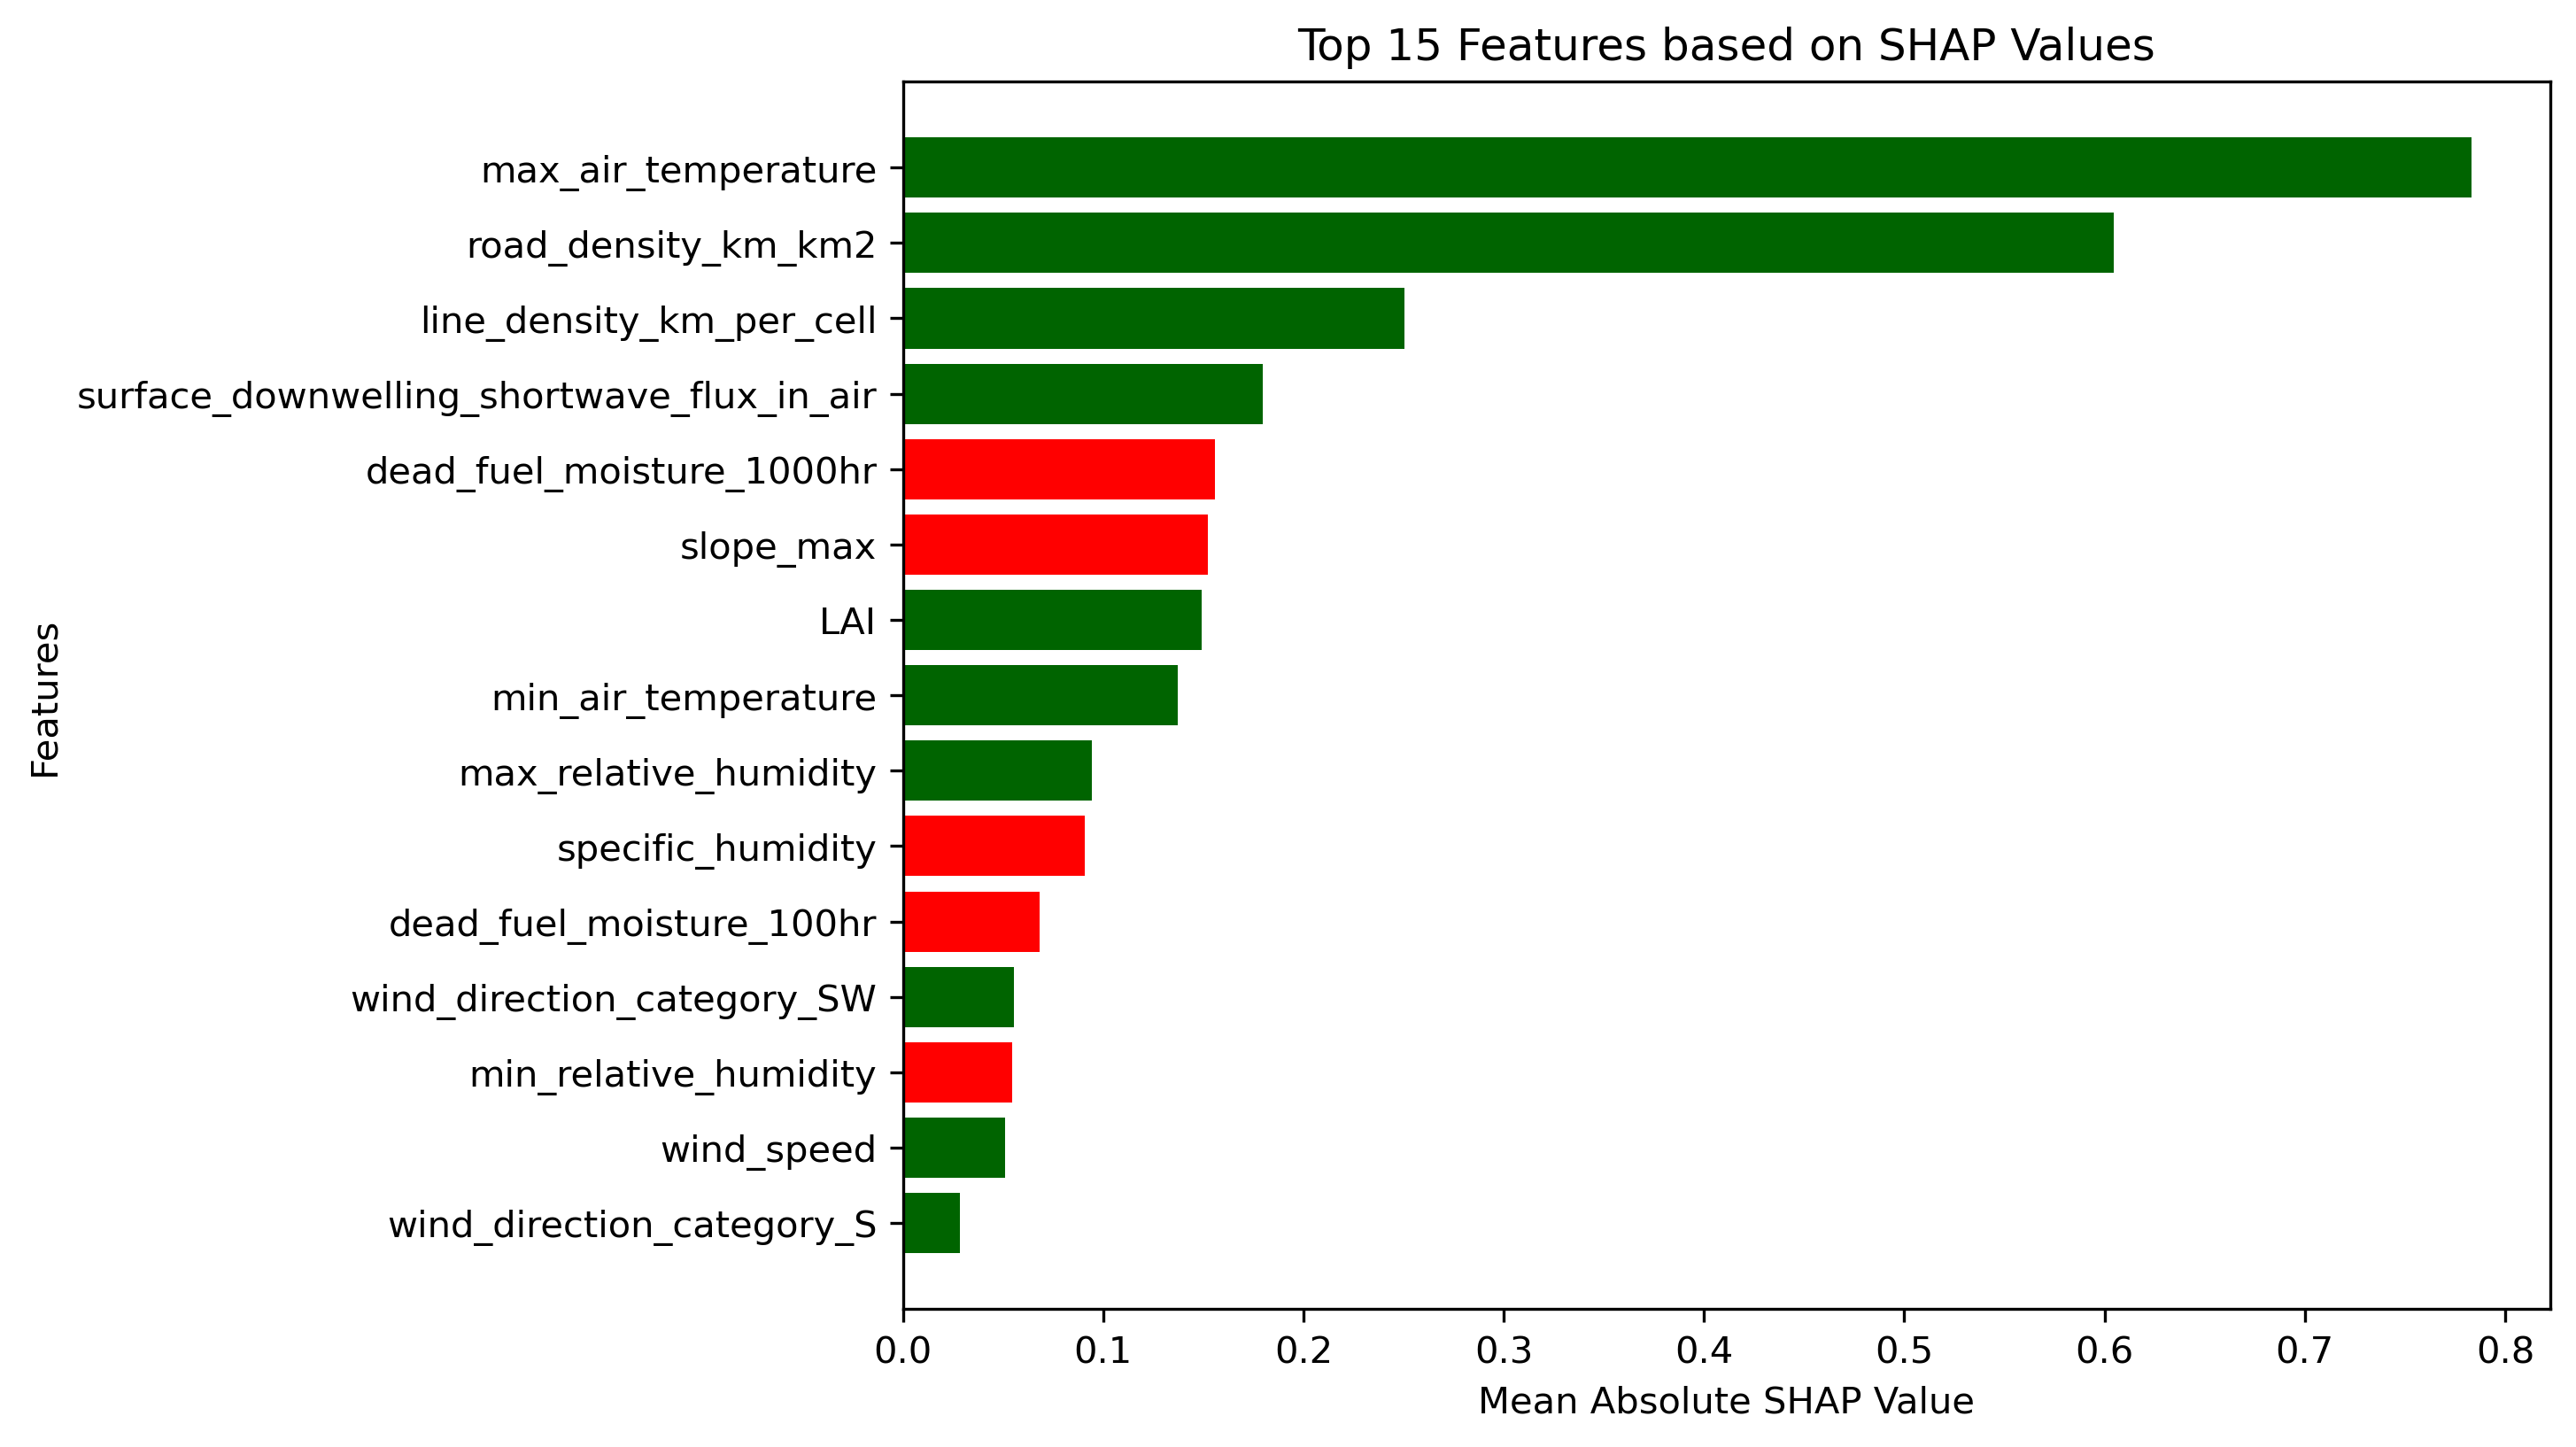 Top 15 Features based on SHAP Values
max_air_temperature
road_density_km_km2
line_density_km_per_cell
surface_downwelling_shortwave_flux_in_air
dead_fuel_moisture_1000hr
slope_max
LAI
min_air_temperature
max_relative_humidity
specific_humidity
dead_fuel_moisture_100hr
wind_direction_category_SW
min_relative_humidity
wind_speed
wind_direction_category_S
Features
0.0 0.1 0.2 0.3 0.4 0.5 0.6 0.7 0.8
Mean Absolute SHAP Value